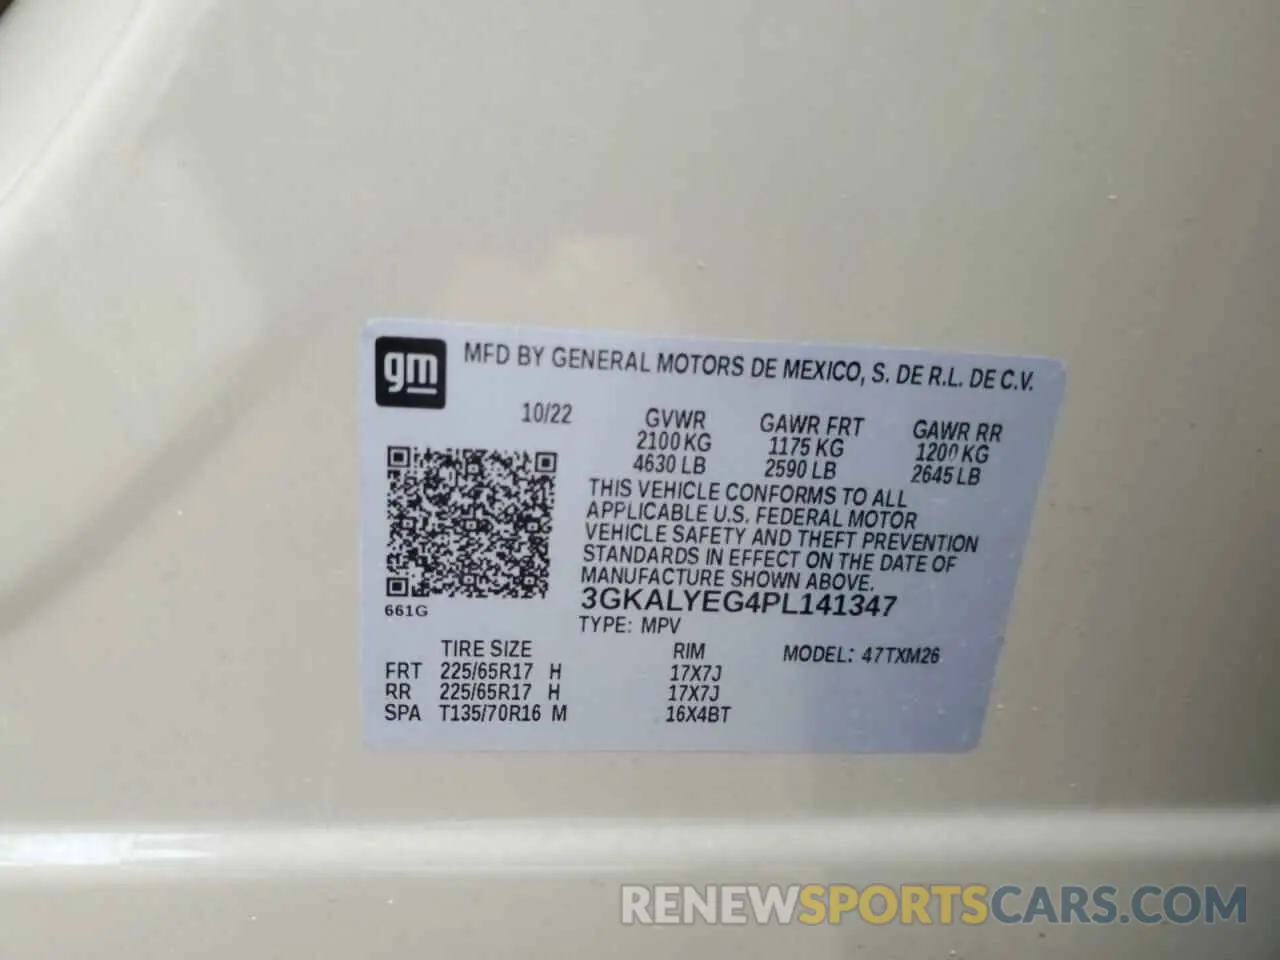 gm MFD BY GENERAL MOTORS DE MEXICO, S. DE R.L. DE C.V.
10/22 GVWR GAWR FRT GAWR RR
2100 KG 1175 KG 1200 KG
4630 LB 2590 LB 2645 LB
THIS VEHICLE CONFORMS TO ALL
APPLICABLE U.S. FEDERAL MOTOR
VEHICLE SAFETY AND THEFT PREVENTION
STANDARDS IN EFFECT ON THE DATE OF
MANUFACTURE SHOWN ABOVE.
3GKALYEG4PL141347
661G
TYPE: MPV
TIRE SIZE RIM MODEL: 47TXM26
FRT 225/65R17 H 17X7J
RR 225/65R17 H 17X7J
SPA T135/70R16 M 16X4BT
RENEWSPORTSCARS.COM